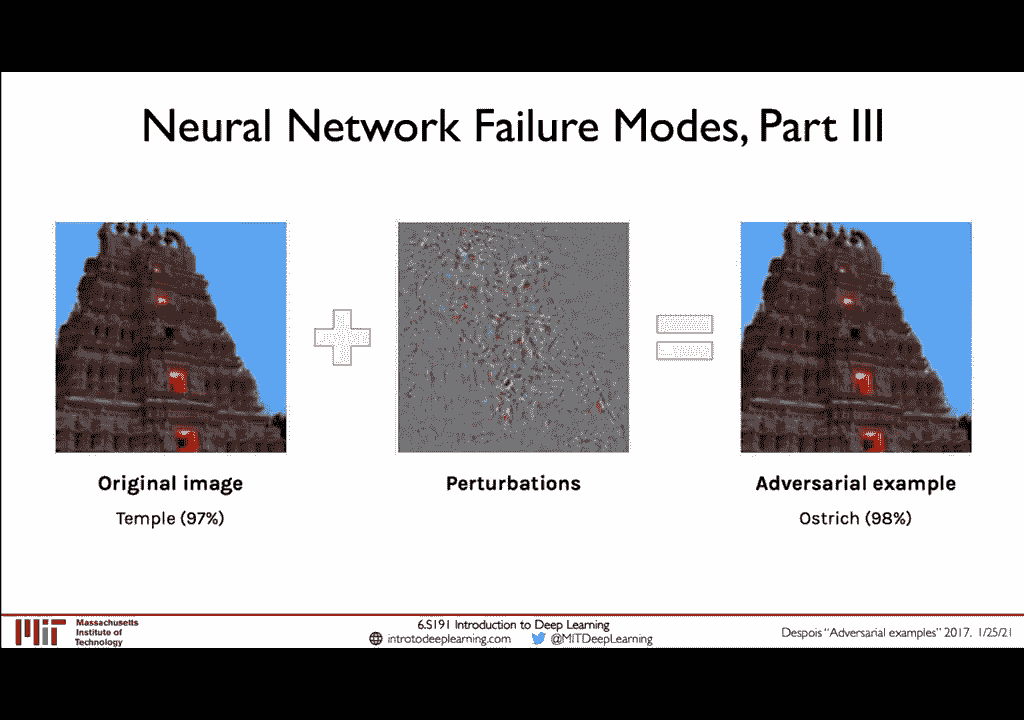 Neural Network Failure Modes, Part III
Original image
Temple (97%)
Perturbations
Adversarial example
Ostrich (98%)
Massachusetts
Institute of
Technology
6.S191 Introduction to Deep Learning
introtodeeplearning.com @MITDeepLearning
Despois "Adversarial examples" 2017. 1/25/21